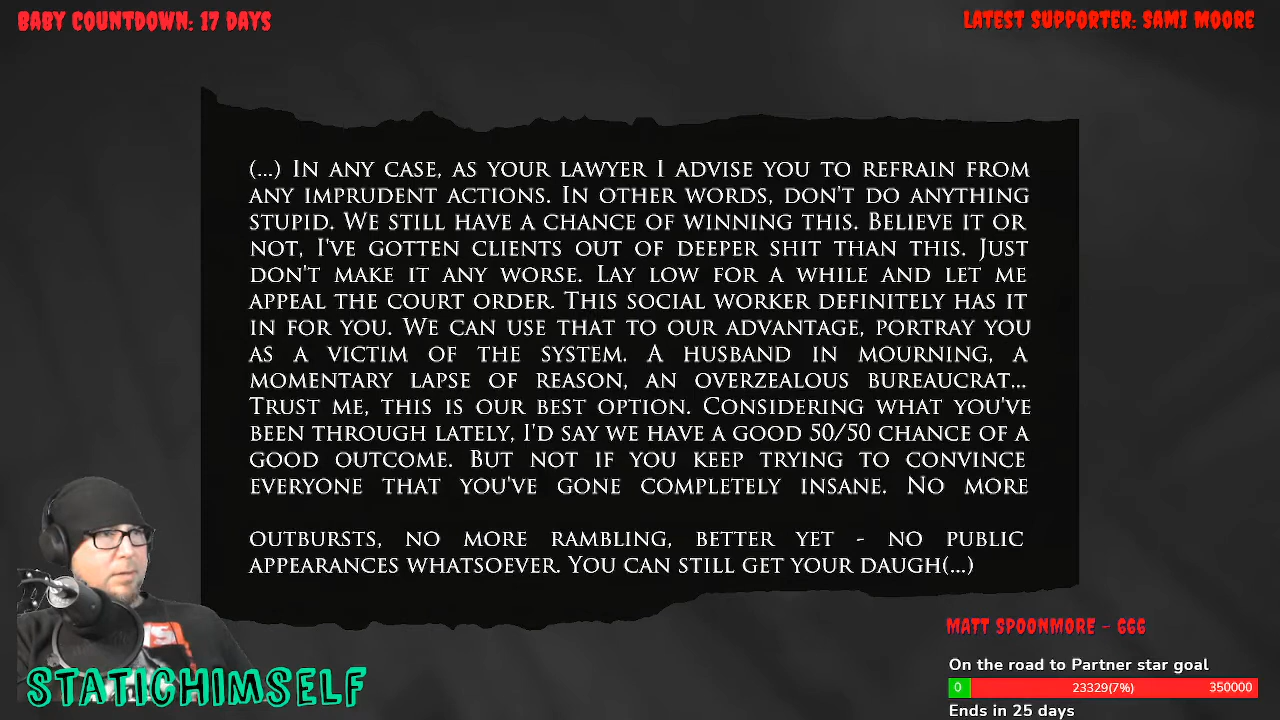 BABY COUNTDOWN: 17 DAYS
LATEST SUPPORTER: SAMI MOORE
(...) IN ANY CASE, AS YOUR LAWYER I ADVISE YOU TO REFRAIN FROM
ANY IMPRUDENT ACTIONS. IN OTHER WORDS, DON'T DO ANYTHING
STUPID. WE STILL HAVE A CHANCE OF WINNING THIS. BELIEVE IT OR
NOT, I'VE GOTTEN CLIENTS OUT OF DEEPER SHIT THAN THIS. JUST
DON'T MAKE IT ANY WORSE. LAY LOW FOR A WHILE AND LET ME
APPEAL THE COURT ORDER. THIS SOCIAL WORKER DEFINITELY HAS IT
IN FOR YOU. WE CAN USE THAT TO OUR ADVANTAGE, PORTRAY YOU
AS A VICTIM OF THE SYSTEM. A HUSBAND IN MOURNING, A
MOMENTARY LAPSE OF REASON, AN OVERZEALOUS BUREAUCRAT...
TRUST ME, THIS IS OUR BEST OPTION. CONSIDERING WHAT YOU'VE
BEEN THROUGH LATELY, I'D SAY WE HAVE A GOOD 50/50 CHANCE OF A
GOOD OUTCOME. BUT NOT IF YOU KEEP TRYING TO CONVINCE
EVERYONE THAT YOU'VE GONE COMPLETELY INSANE. NO MORE
OUTBURSTS, NO MORE RAMBLING, BETTER YET - NO PUBLIC
APPEARANCES WHATSOEVER. YOU CAN STILL GET YOUR DAUGH(...)
MATT SPOONMORE - 666
On the road to Partner star goal
0 23329(7%) 350000
Ends in 25 days
STATICHIMSELF